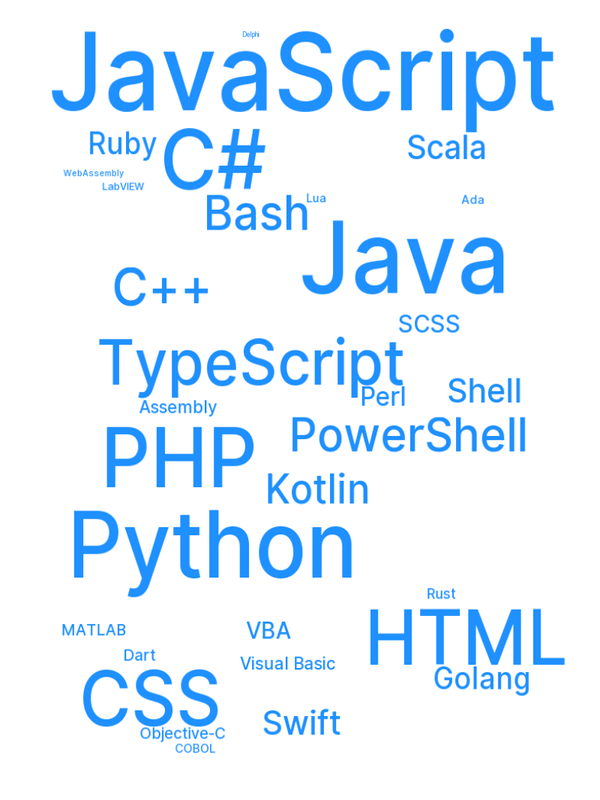 Delphi
JavaScript
Ruby
C#
Scala
WebAssembly
LabVIEW
Lua
Ada
Bash
Java
C++
SCSS
TypeScript
Perl
Shell
Assembly
PHP
PowerShell
Kotlin
Python
Rust
MATLAB
VBA
HTML
Dart
Visual Basic
Golang
CSS
Swift
Objective-C
COBOL